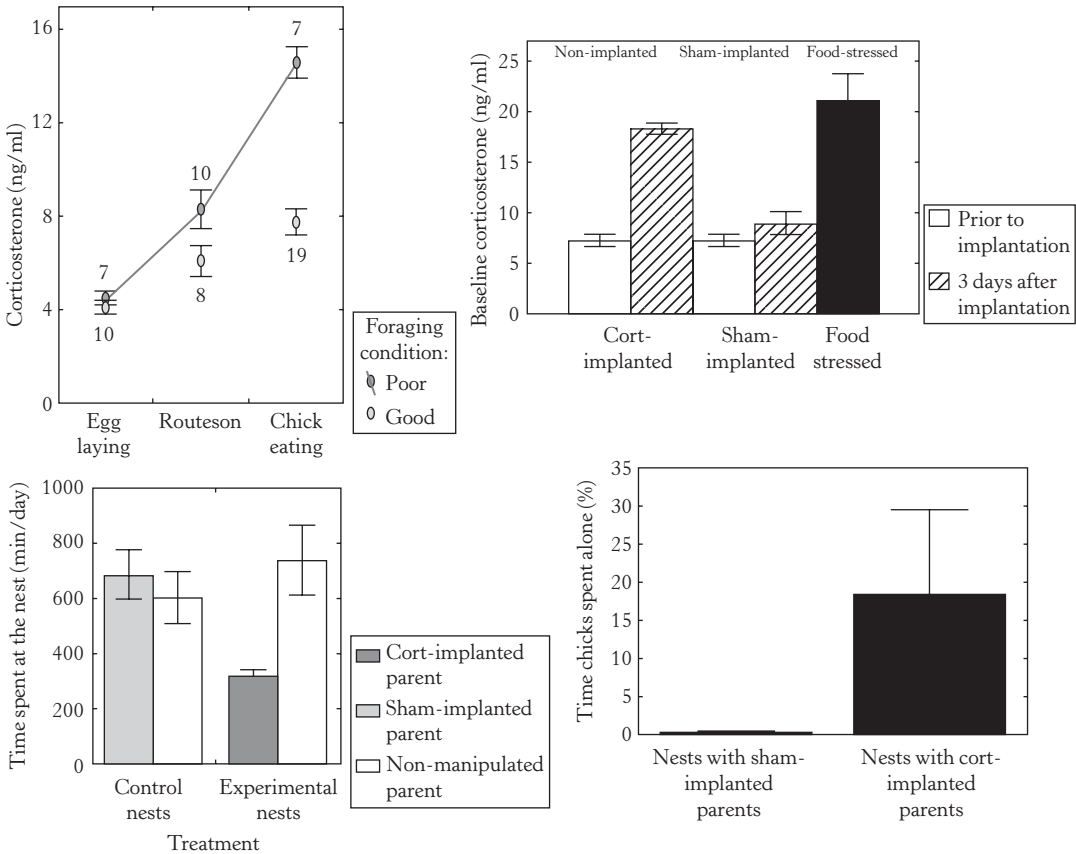 16
12
8
4
0
Corticosterone (ng/ml)
7
10
10
8
7
19
Egg
laying
Routeson
Chick
eating
Foraging
condition:
Poor
Good
25
20
15
10
5
0
Baseline corticosterone (ng/ml)
Non-implanted
Sham-implanted
Food-stressed
Cort-
implanted
Sham-
implanted
Food
stressed
Prior to
implantation
3 days after
implantation
1000
800
600
400
200
0
Time spent at the nest (min/day)
Control
nests
Experimental
nests
Treatment
Cort-implanted
parent
Sham-implanted
parent
Non-manipulated
parent
35
30
25
20
15
10
5
0
Time chicks spent alone (%)
Nests with sham-
implanted
parents
Nests with cort-
implanted
parents